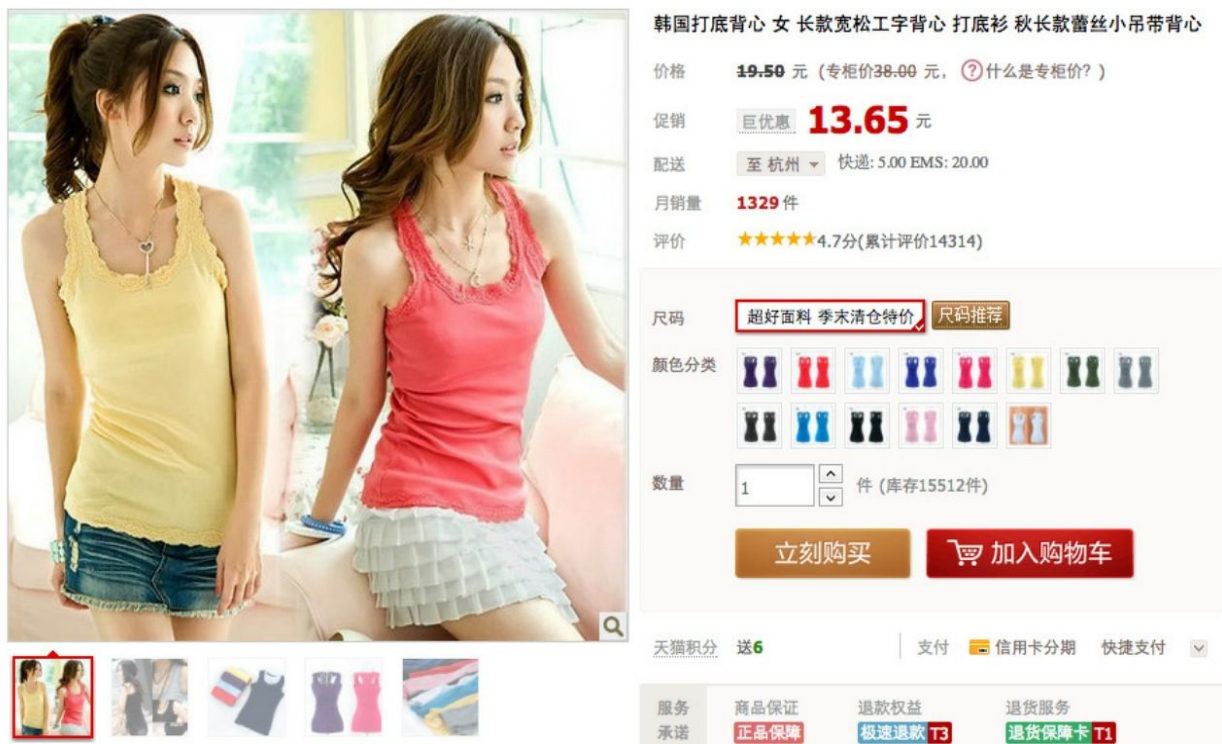 韩国打底背心 女 长款宽松工字背心 打底衫 秋长款蕾丝小吊带背心
价格 19.50 元 (专柜价38.00 元, ?什么是专柜价? )
促销 巨优惠 13.65 元
配送 至 杭州 快递: 5.00 EMS: 20.00
月销量 1329 件
评价 4.7分(累计评价14314)
尺码 超好面料 季末清仓特价 尺码推荐
颜色分类
数量 1 件 (库存15512件)
立刻购买 加入购物车
天猫积分 送6 支付 信用卡分期 快捷支付
服务 商品保证 退款权益 退货服务
承诺 正品保障 极速退款 T3 退货保障卡 T1